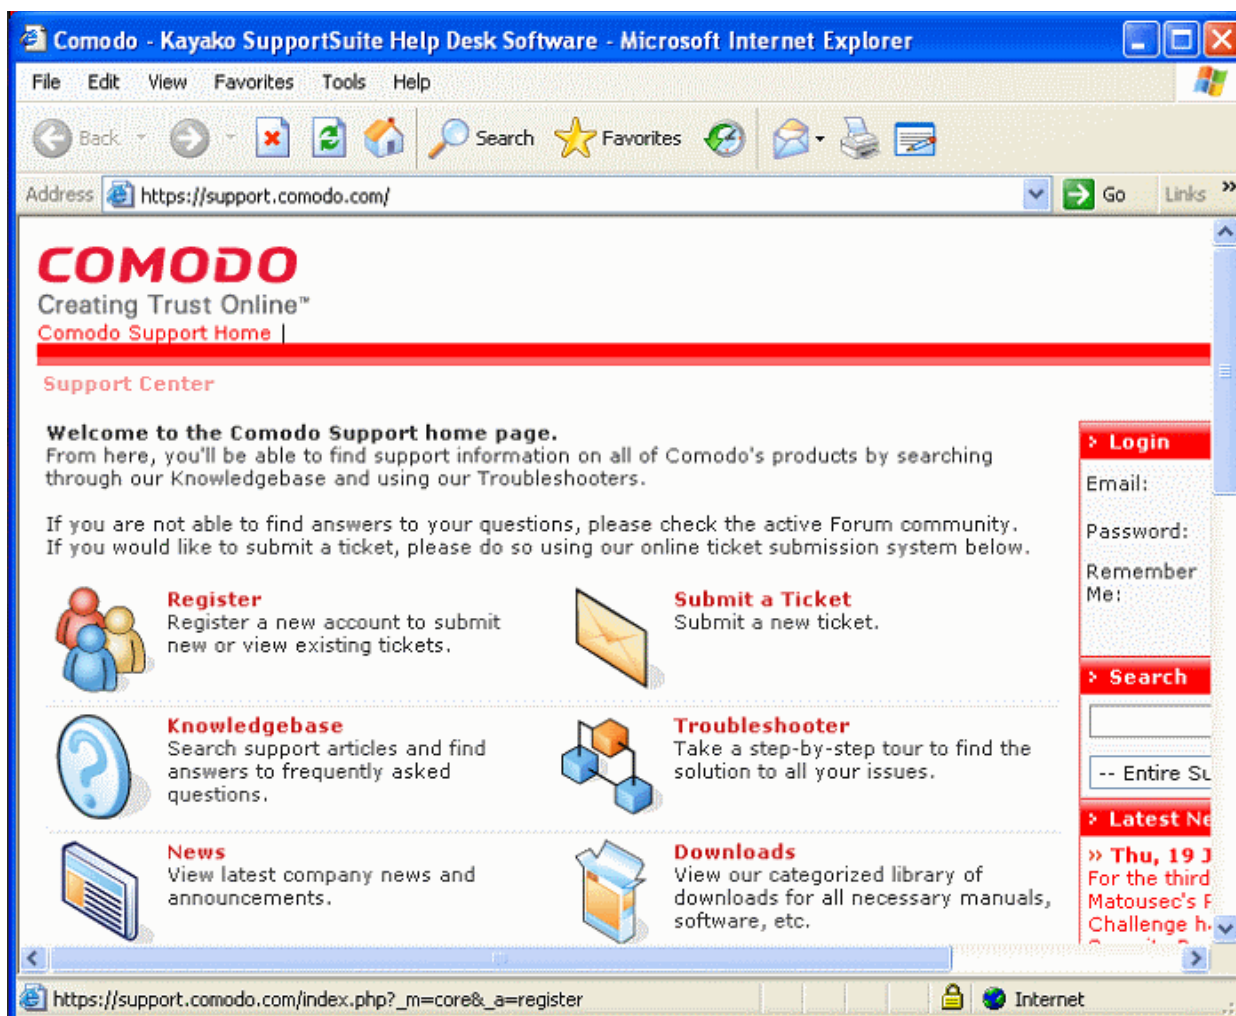 Comodo - Kayako SupportSuite Help Desk Software - Microsoft Internet Explorer
File Edit View Favorites Tools Help
Back Search Favorites
Address https://support.comodo.com/ Go Links »
COMODO
Creating Trust Online™
Comodo Support Home |
Support Center
Welcome to the Comodo Support home page.
From here, you'll be able to find support information on all of Comodo's products by searching
through our Knowledgebase and using our Troubleshooters.
If you are not able to find answers to your questions, please check the active Forum community.
If you would like to submit a ticket, please do so using our online ticket submission system below.
Register
Register a new account to submit
new or view existing tickets.
Submit a Ticket
Submit a new ticket.
Knowledgebase
Search support articles and find
answers to frequently asked
questions.
Troubleshooter
Take a step-by-step tour to find the
solution to all your issues.
News
View latest company news and
announcements.
Downloads
View our categorized library of
downloads for all necessary manuals,
software, etc.
Login
Email:
Password:
Remember
Me:
Search
-- Entire Su
Latest Ne
» Thu, 19 J
For the third
Matousec's F
Challenge h
https://support.comodo.com/index.php?_m=core&_a=register
Internet